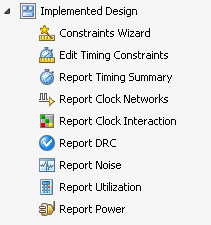 Implemented Design
Constraints Wizard
Edit Timing Constraints
Report Timing Summary
Report Clock Networks
Report Clock Interaction
Report DRC
Report Noise
Report Utilization
Report Power